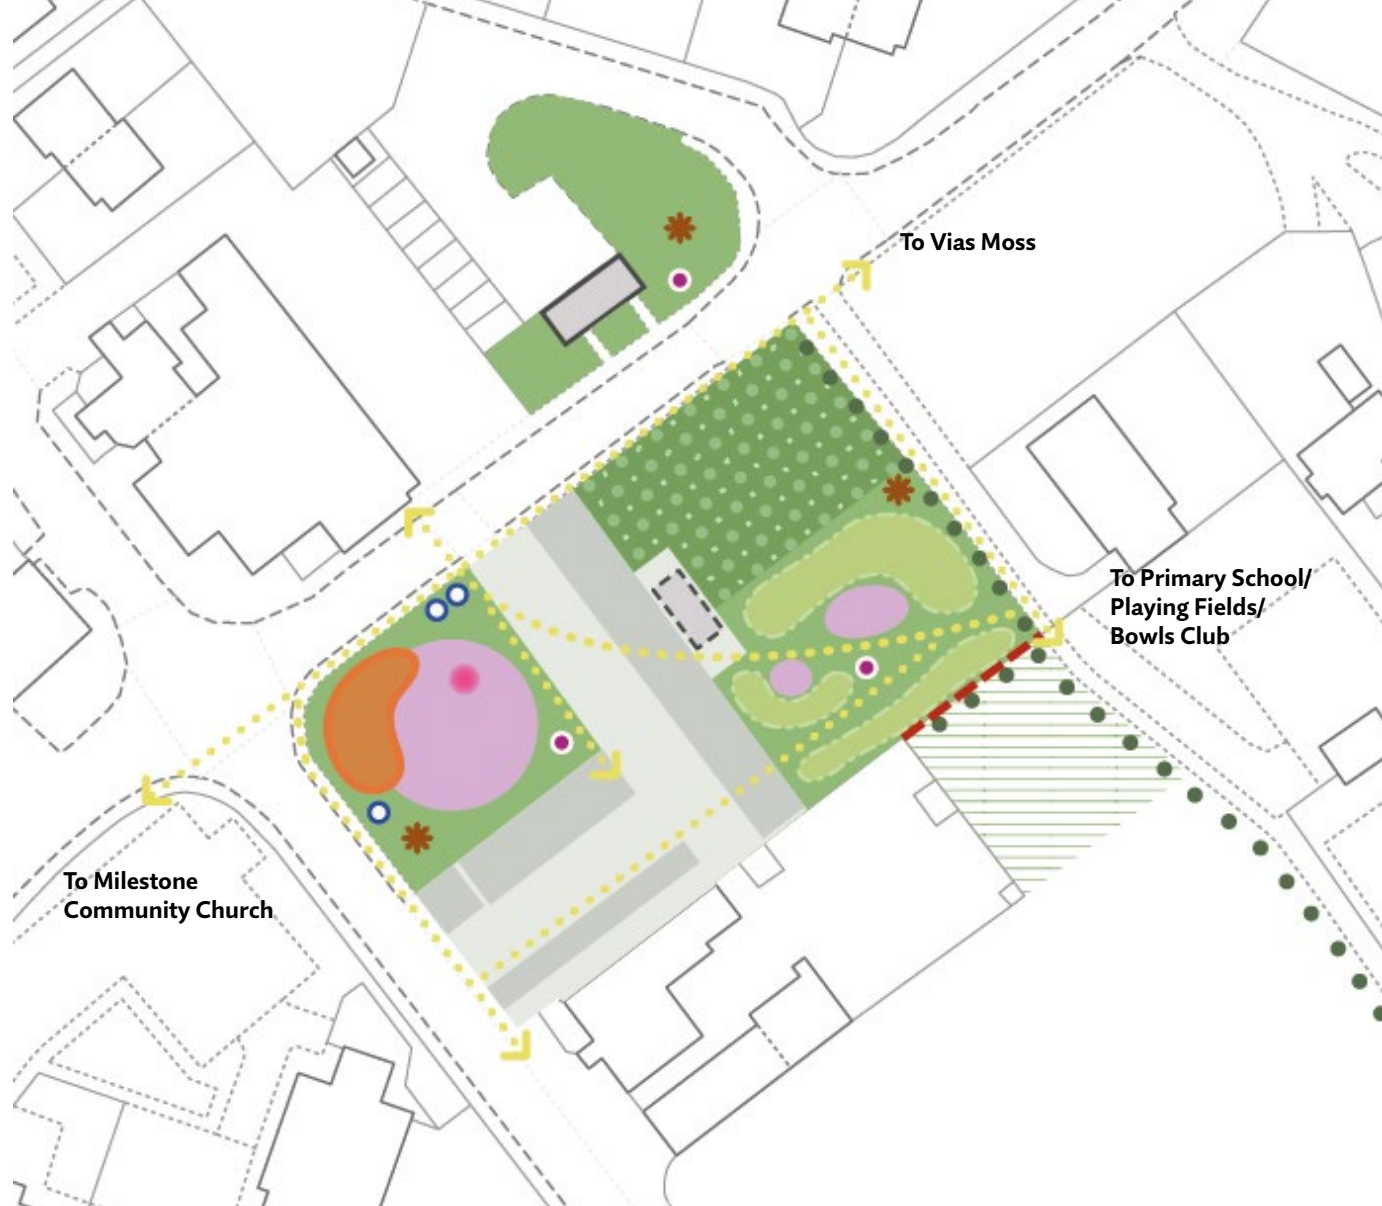 To Vias Moss
To Primary School/
Playing Fields/
Bowls Club
To Milestone
Community Church